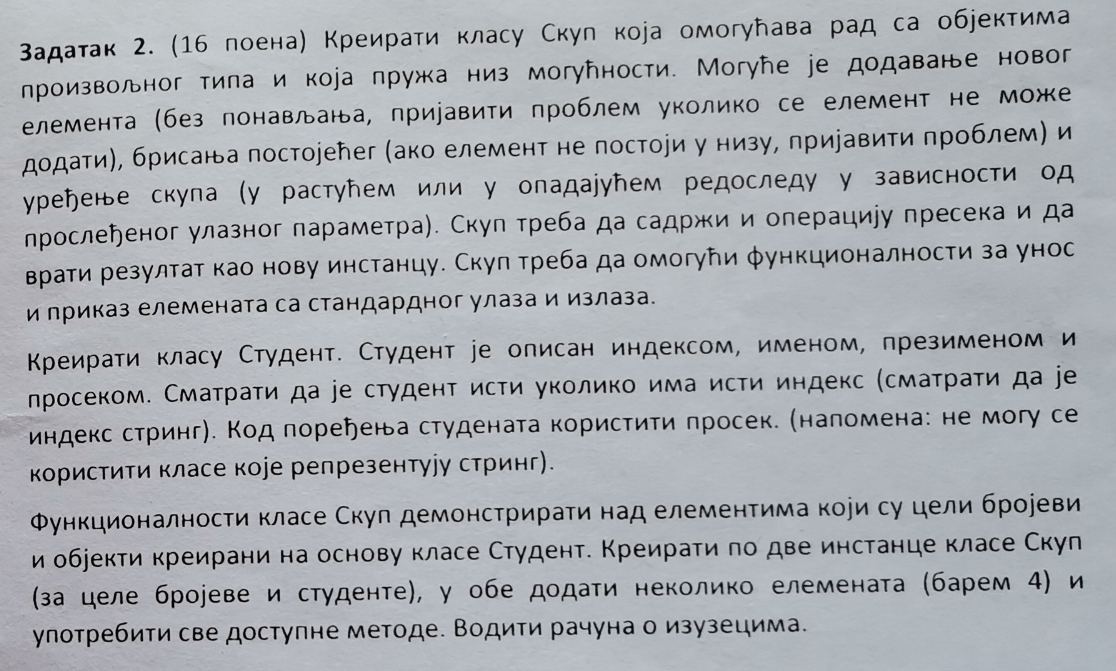 Задатак 2. (16 поена) Креирати класу Скуп која омогућава рад са објектима
произвољног типа и која пружа низ могућности. Могуће је додавање новог
елемента (без понављања, пријавити проблем уколико се елемент не може
додати), брисања постојећег (ако елемент не постоји у низу, пријавити проблем) и
уређење скупа (у растућем или у опадајућем редоследу у зависности од
прослеђеног улазног параметра). Скуп треба да садржи и операцију пресека и да
врати резултат као нову инстанцу. Скуп треба да омогући функционалности за унос
и приказ елемената са стандардног улаза и излаза.
Креирати класу Студент. Студент је описан индексом, именом, презименом и
просеком. Сматрати да је студент исти уколико има исти индекс (сматрати да је
индекс стринг). Код поређења студената користити просек. (напомена: не могу се
користити класе које репрезентују стринг).
Функционалности класе Скуп демонстрирати над елементима који су цели бројеви
и објекти креирани на основу класе Студент. Креирати по две инстанце класе Скуп
(за целе бројеве и студенте), у обе додати неколико елемената (барем 4) и
употребити све доступне методе. Водити рачуна о изузецима.